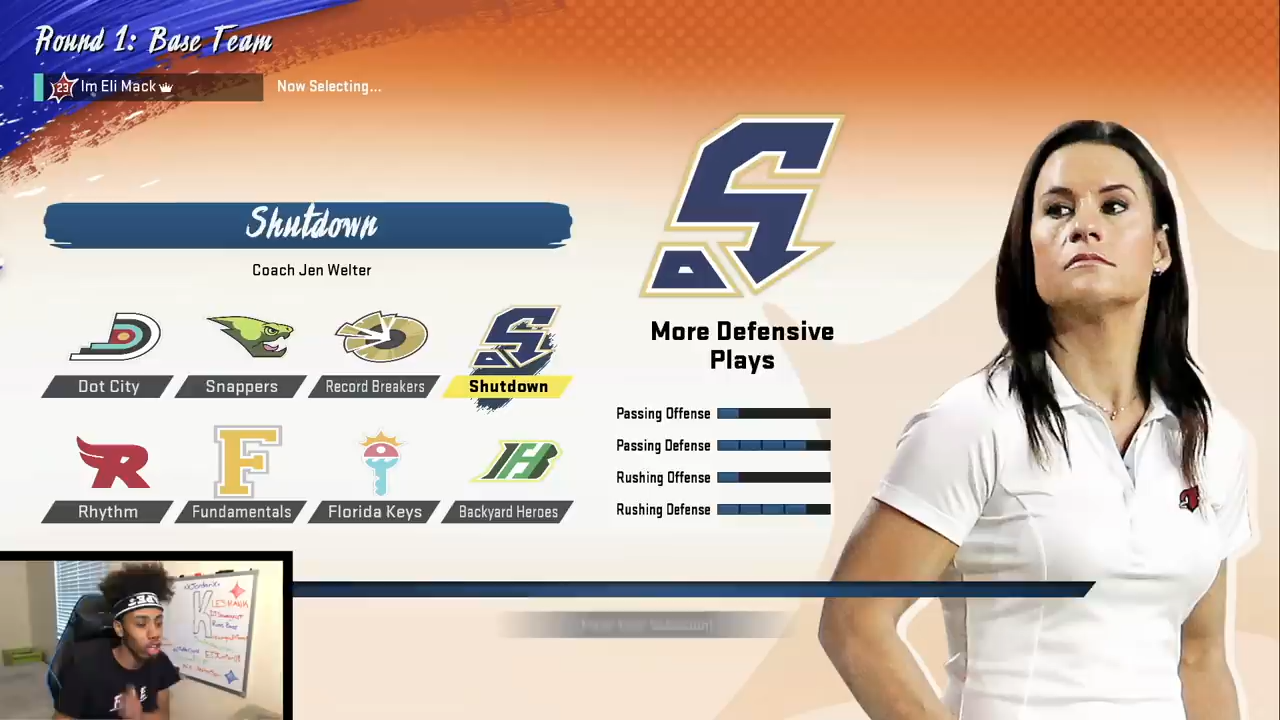 Round 1: Base Team
23 Im Eli Mack
Now Selecting...
Shutdown
Coach Jen Welter
Dot City
Snappers
Record Breakers
Shutdown
Rhythm
Fundamentals
Florida Keys
Backyard Heroes
More Defensive
Plays
Passing Offense
Passing Defense
Rushing Offense
Rushing Defense